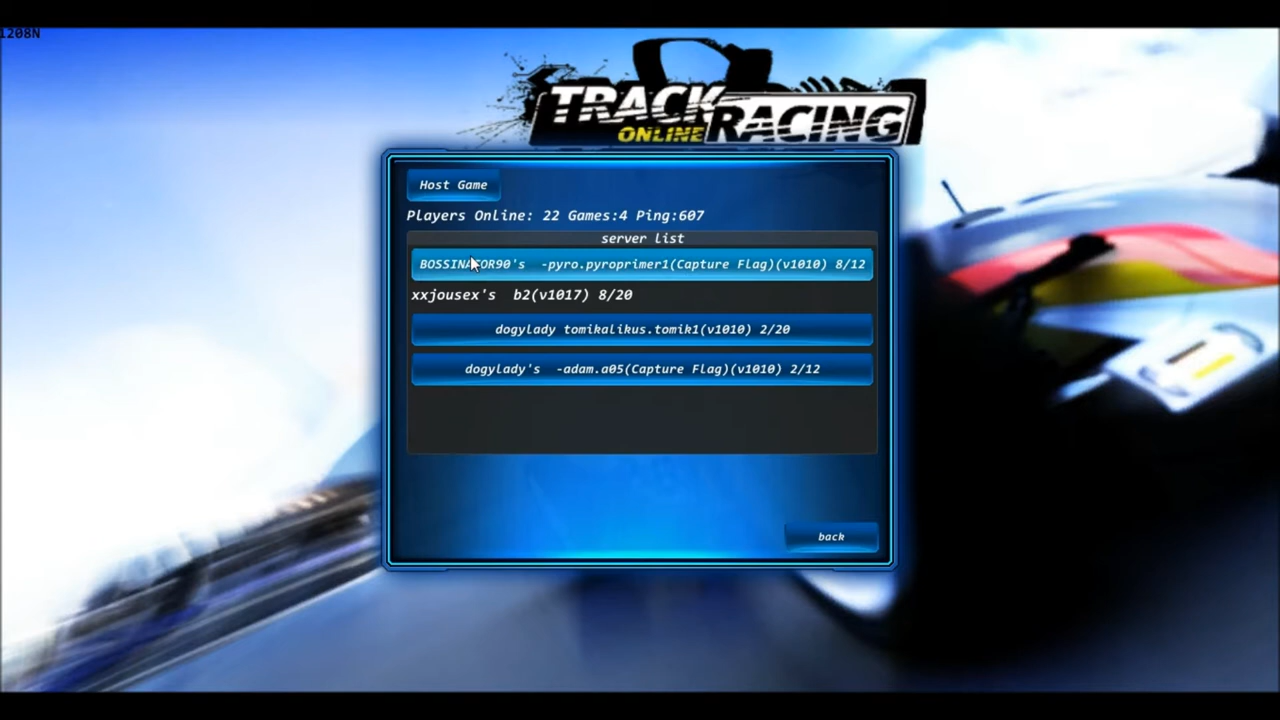 1208N
TRACK
ONLINE RACING
Host Game
Players Online: 22 Games:4 Ping:607
server list
BOSSINATOR90's -pyro.pyroprimer1(Capture Flag)(v1010) 8/12
xxjousex's b2(v1017) 8/20
dogylady tomikalikus.tomik1(v1010) 2/20
dogylady's -adam.a05(Capture Flag)(v1010) 2/12
back